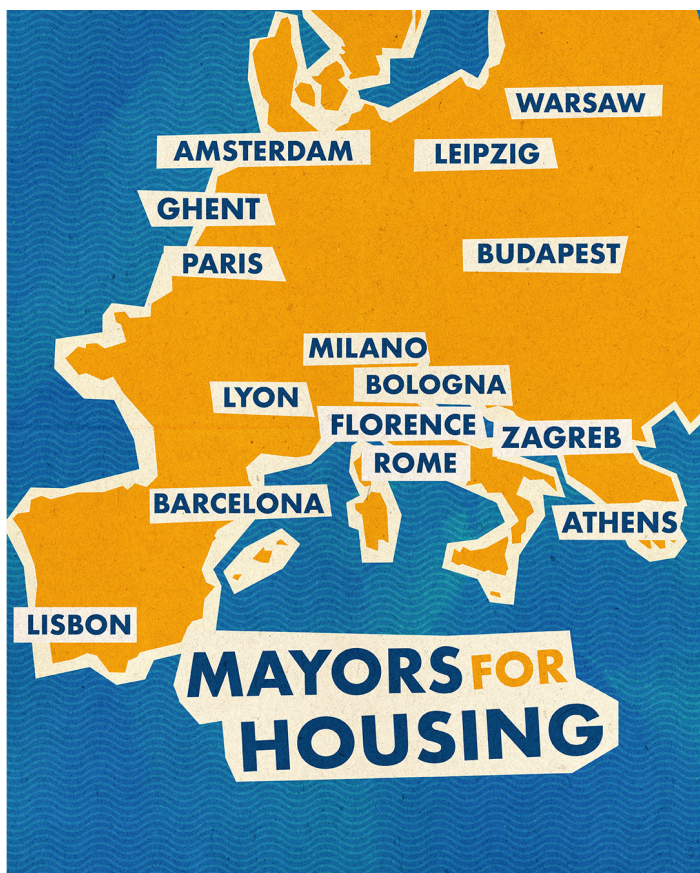 WARSAW
AMSTERDAM
LEIPZIG
GHENT
PARIS
BUDAPEST
MILANO
BOLOGNA
LYON
FLORENCE
ZAGREB
ROME
BARCELONA
ATHENS
LISBON
MAYORS FOR
HOUSING